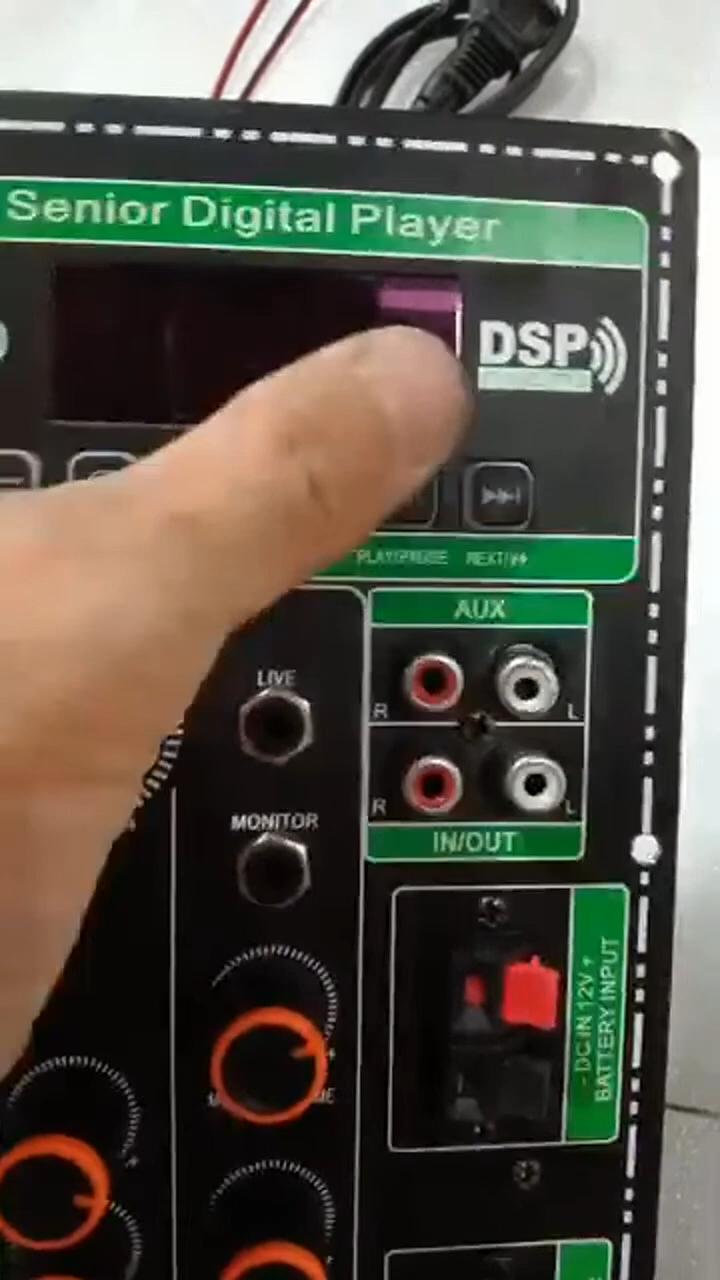 Senior Digital Player
DSP
PLAY/PAUSE NEXT/V+
AUX
LIVE
R L
MONITOR
R L
IN/OUT
- DC IN 12V +
BATTERY INPUT